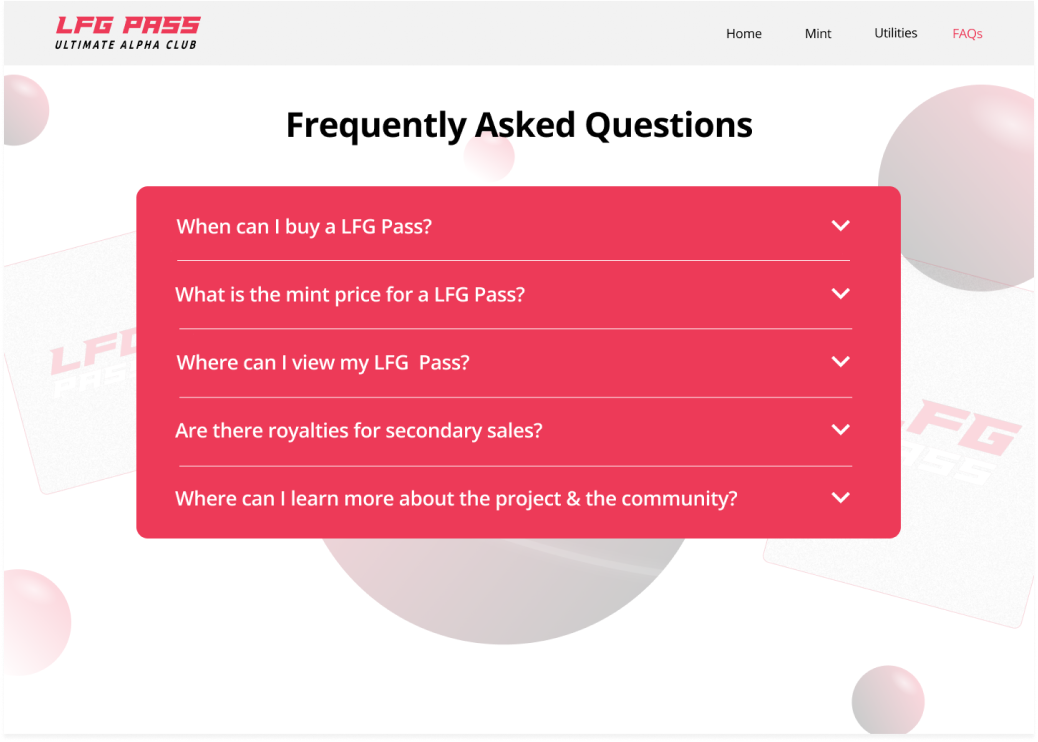 LFG PASS
ULTIMATE ALPHA CLUB
Home Mint Utilities FAQs
Frequently Asked Questions
When can I buy a LFG Pass?
What is the mint price for a LFG Pass?
Where can I view my LFG  Pass?
Are there royalties for secondary sales?
Where can I learn more about the project & the community?
LFG
PASS
LFG
PASS